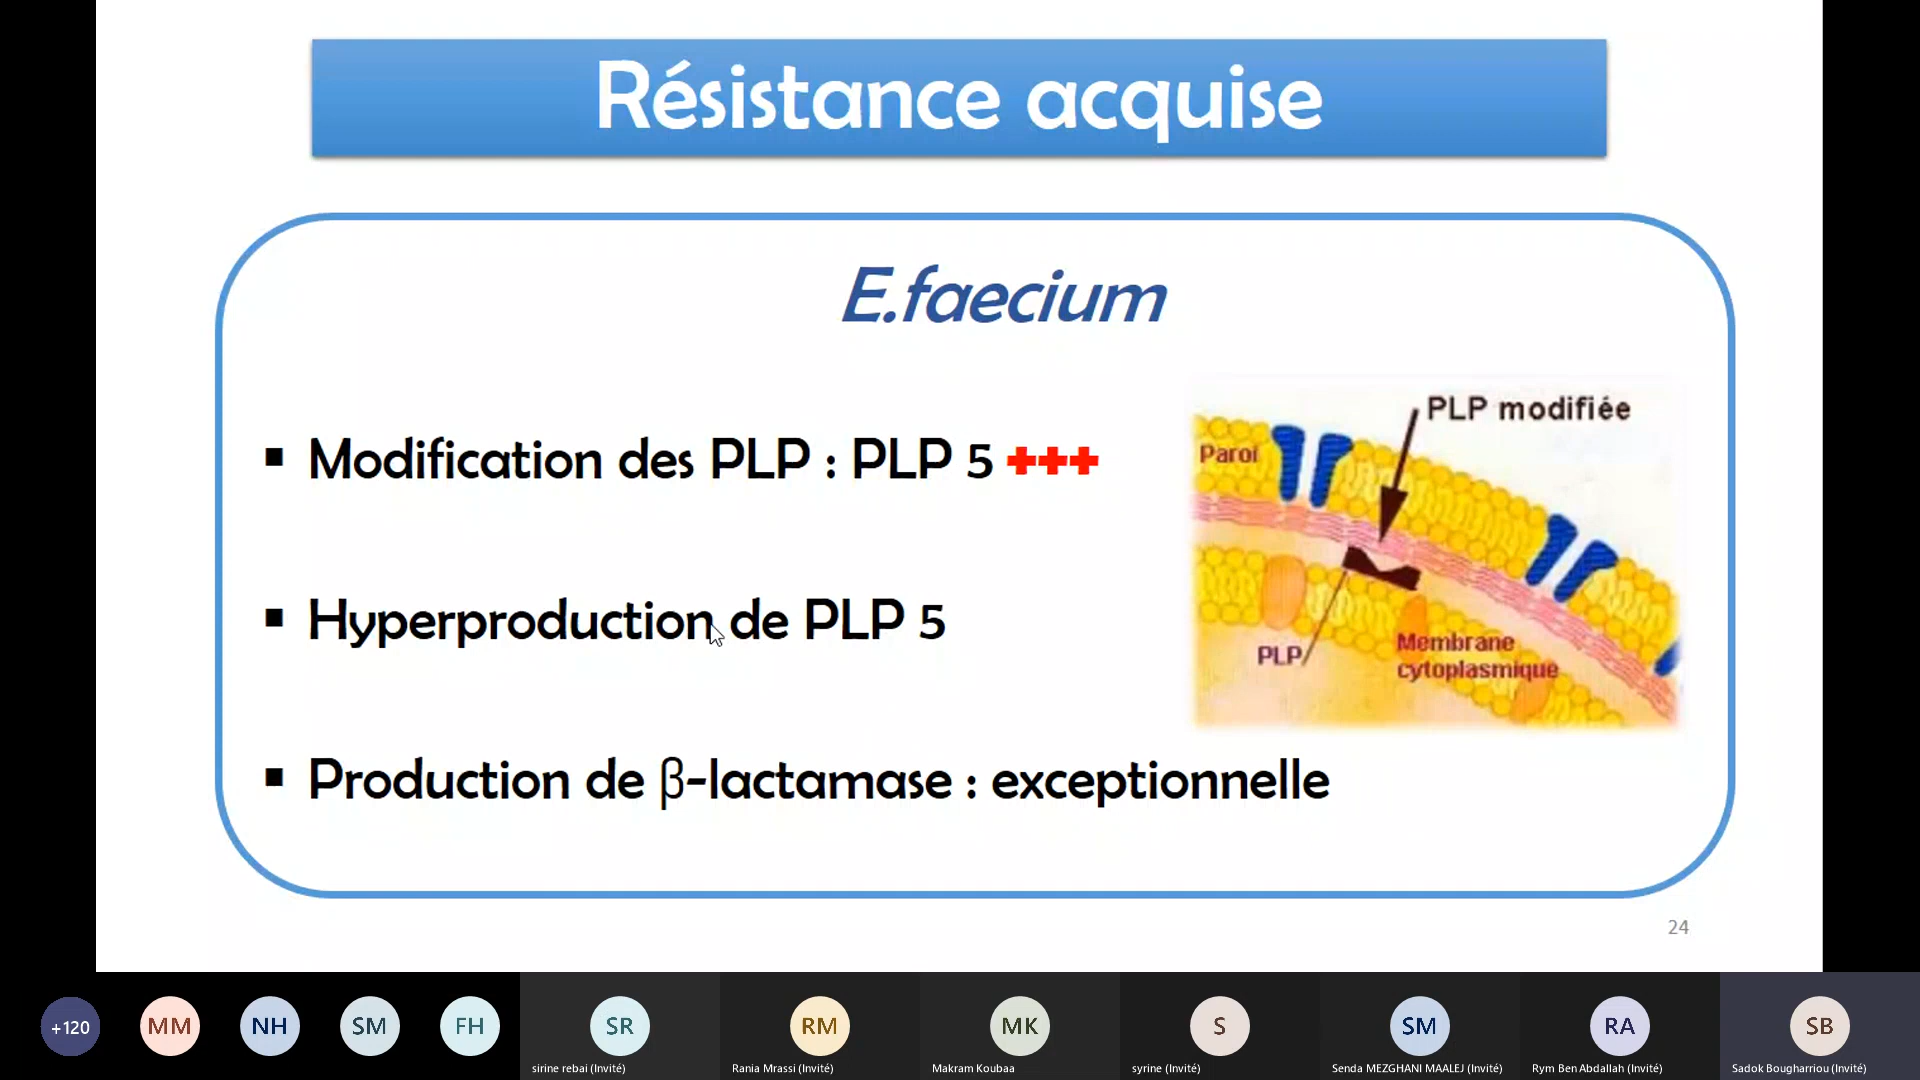 Résistance acquise
E.faecium
▪ Modification des PLP : PLP 5 +++
▪ Hyperproduction de PLP 5
▪ Production de β-lactamase : exceptionnelle
PLP modifiée
Paroi
PLP
Membrane
cytoplasmique
24
+120
MM
NH
SM
FH
SR
RM
MK
S
SM
RA
SB
sirine rebai (Invité)
Rania Mrassi (Invité)
Makram Koubaa
syrine (Invité)
Senda MEZGHANI MAALEJ (Invité)
Rym Ben Abdallah (Invité)
Sadok Bougharriou (Invité)